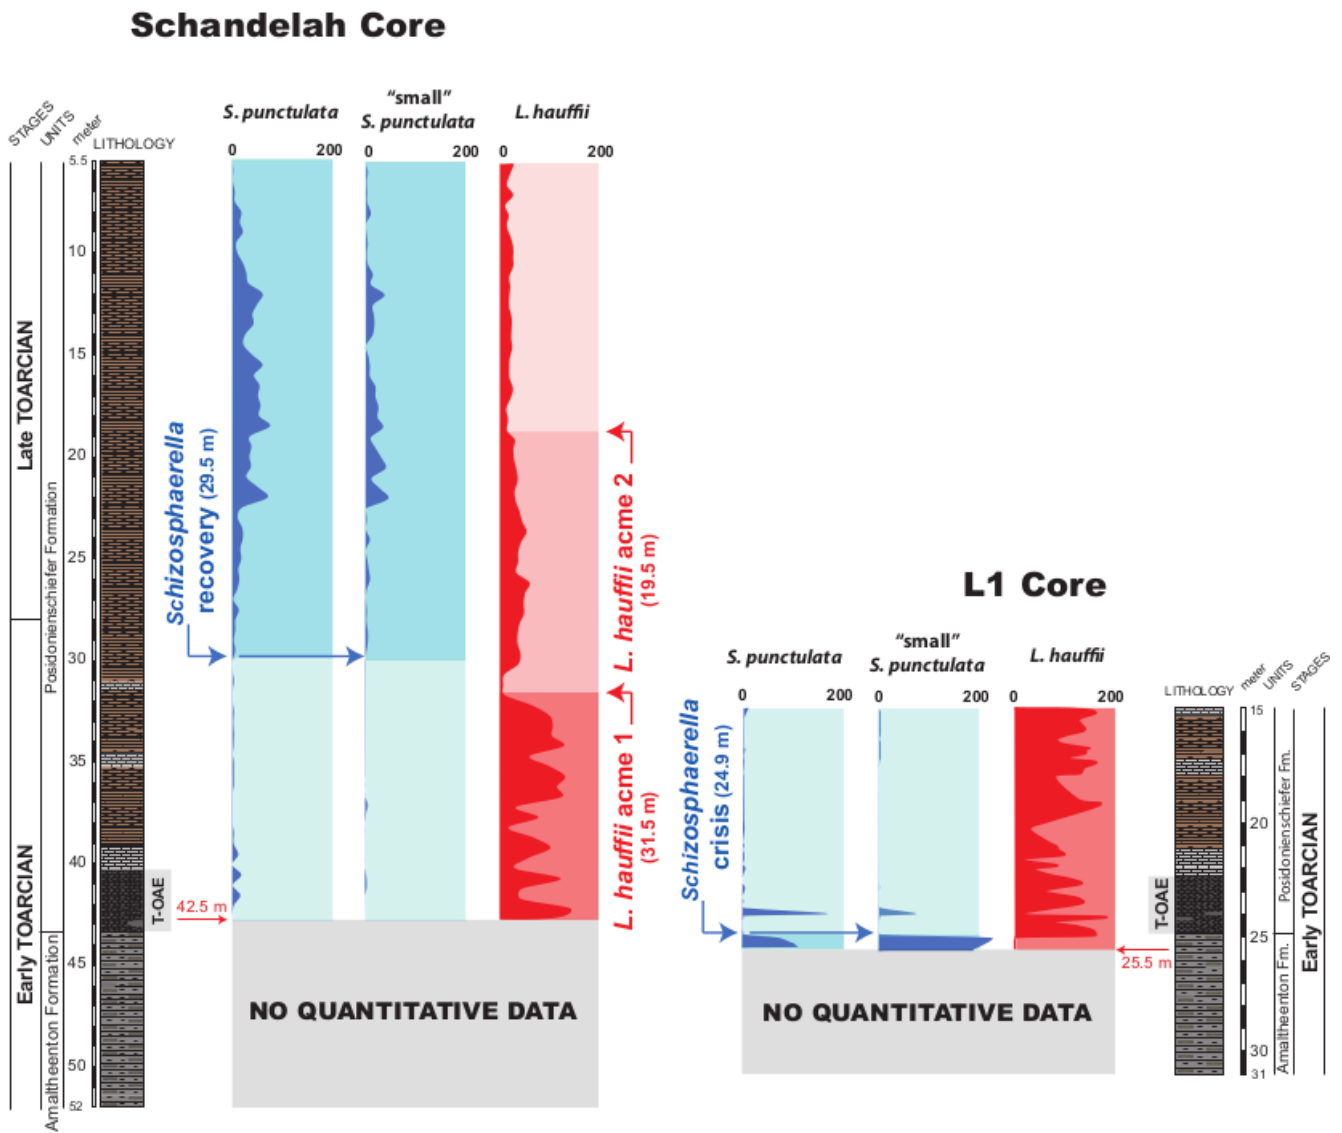 Schandelah Core
STAGES
UNITS
meter
LITHOLOGY
S. punctulata
“small”
S. punctulata
L. hauffii
0
200
0
200
0
200
5.5
10
15
20
25
30
35
40
45
50
52
Late TOARCIAN
Early TOARCIAN
Posidonienschiefer Formation
Amaltheenton Formation
T-OAE
42.5 m
Schizosphaerella
recovery (29.5 m)
L. hauffii acme 2
(19.5 m)
L. hauffii acme 1
(31.5 m)
NO QUANTITATIVE DATA
L1 Core
S. punctulata
“small”
S. punctulata
L. hauffii
0
200
0
200
0
200
LITHOLOGY
meter
UNITS
STAGES
Schizosphaerella
crisis (24.9 m)
15
20
25
30
31
T-OAE
25.5 m
Posidonienschiefer Fm.
Amaltheenton Fm.
Early TOARCIAN
NO QUANTITATIVE DATA